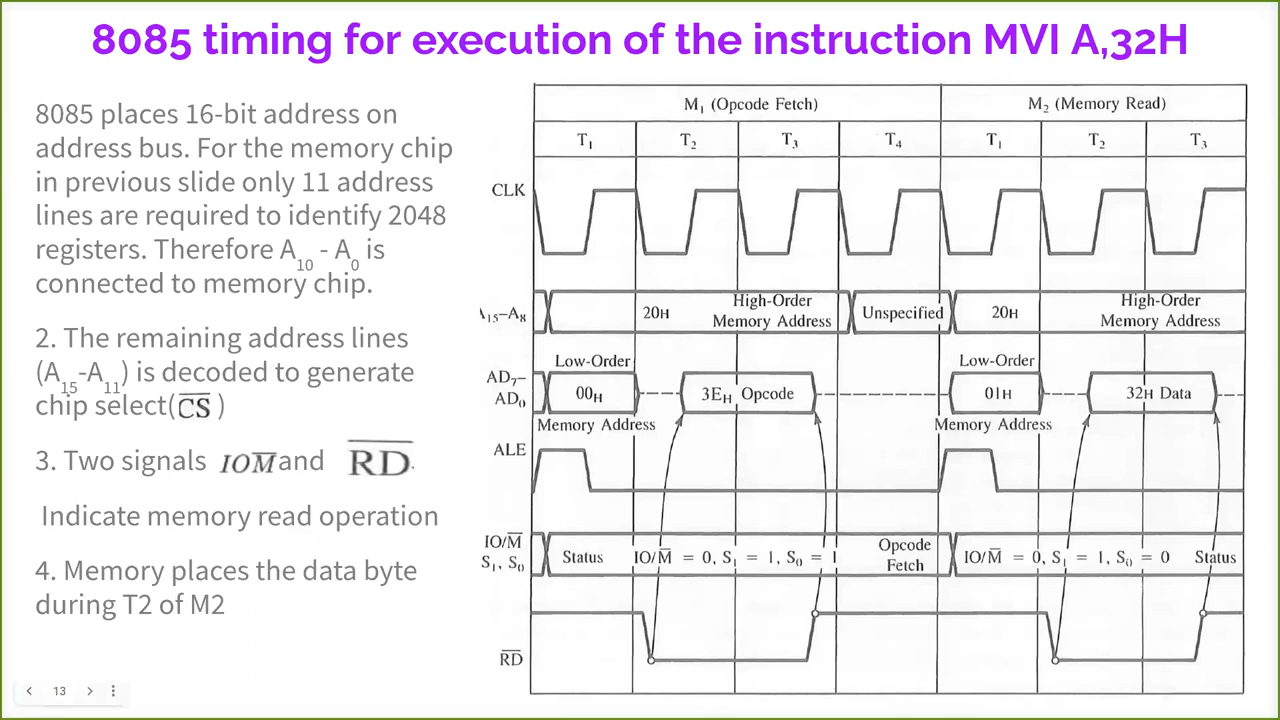 8085 timing for execution of the instruction MVI A,32H
8085 places 16-bit address on
address bus. For the memory chip
in previous slide only 11 address
lines are required to identify 2048
registers. Therefore A₁₀ - A₀ is
connected to memory chip.
2. The remaining address lines
(A₁₅-A₁₁) is decoded to generate
chip select(C̅S̅ )
3. Two signals IOM̅ and R̅D̅.
Indicate memory read operation
4. Memory places the data byte
during T2 of M2
M₁ (Opcode Fetch) M₂ (Memory Read)
T₁ T₂ T₃ T₄ T₁ T₂ T₃
CLK
A₁₅–A₈
20H
High-Order
Memory Address
Unspecified
20H
High-Order
Memory Address
Low-Order
Low-Order
AD₇–
AD₀
00H
3EH Opcode
01H
32H Data
Memory Address
Memory Address
ALE
IO/M̅
S₁, S₀
Status
IO/M̅ = 0, S₁ = 1, S₀ = 1
Opcode
Fetch
IO/M̅ = 0, S₁ = 1, S₀ = 0
Status
R̅D̅
13